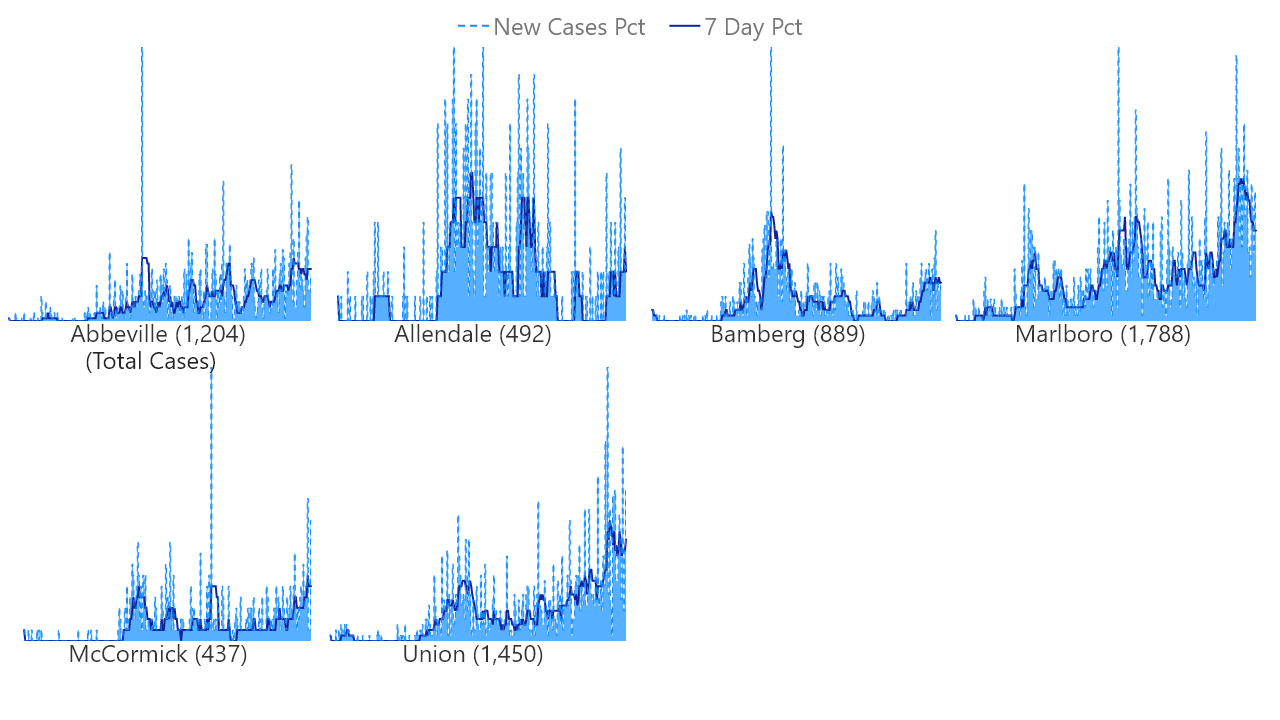 New Cases Pct 7 Day Pct
Abbeville (1,204)
(Total Cases)
Allendale (492)
Bamberg (889)
Marlboro (1,788)
McCormick (437)
Union (1,450)